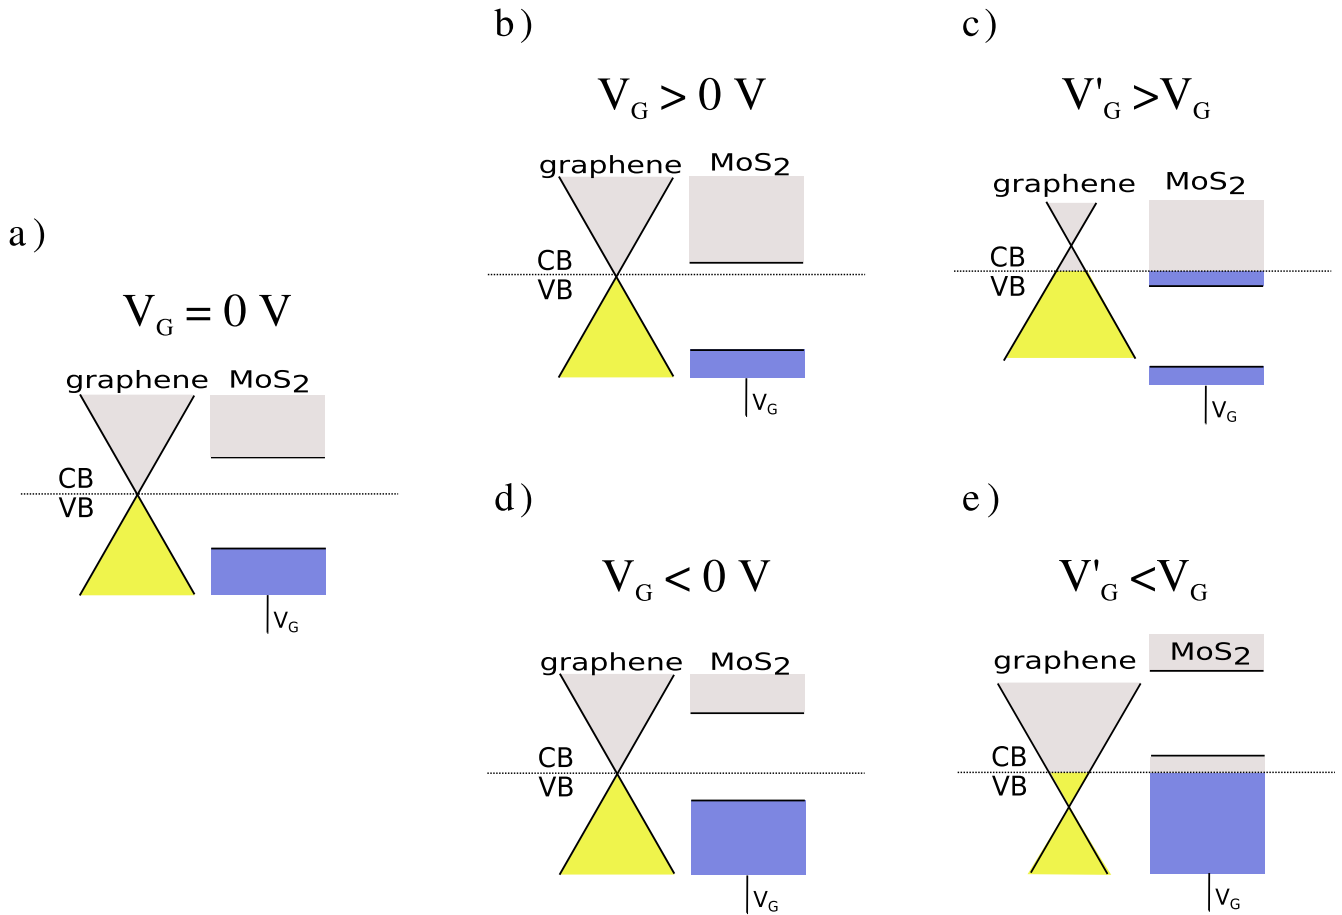 a)
V_G = 0 V
graphene MoS2
CB
VB
V_G
b)
V_G > 0 V
graphene MoS2
CB
VB
V_G
c)
V'_G >V_G
graphene MoS2
CB
VB
V_G
d)
V_G < 0 V
graphene MoS2
CB
VB
V_G
e)
V'_G <V_G
graphene MoS2
CB
VB
V_G